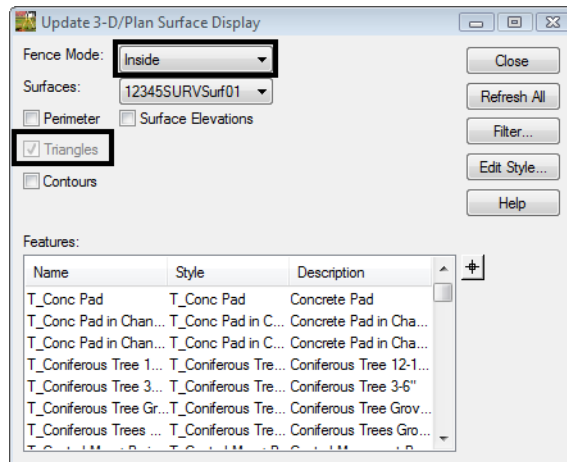 Update 3-D/Plan Surface Display
Fence Mode: Inside
Close
Surfaces: 12345SURVSurf01
Refresh All
Perimeter Surface Elevations
Filter...
Triangles
Edit Style...
Contours
Help
Features:
Name Style Description
T_Conc Pad T_Conc Pad Concrete Pad
T_Conc Pad in Chan... T_Conc Pad in C... Concrete Pad in Cha...
T_Conc Pad in Chan... T_Conc Pad in C... Concrete Pad in Cha...
T_Coniferous Tree 1... T_Coniferous Tre... Coniferous Tree 12-1...
T_Coniferous Tree 3... T_Coniferous Tre... Coniferous Tree 3-6"
T_Coniferous Tree Gr...T_Coniferous Tre... Coniferous Tree Grov...
T_Coniferous Trees ... T_Coniferous Tre... Coniferous Trees Gro...